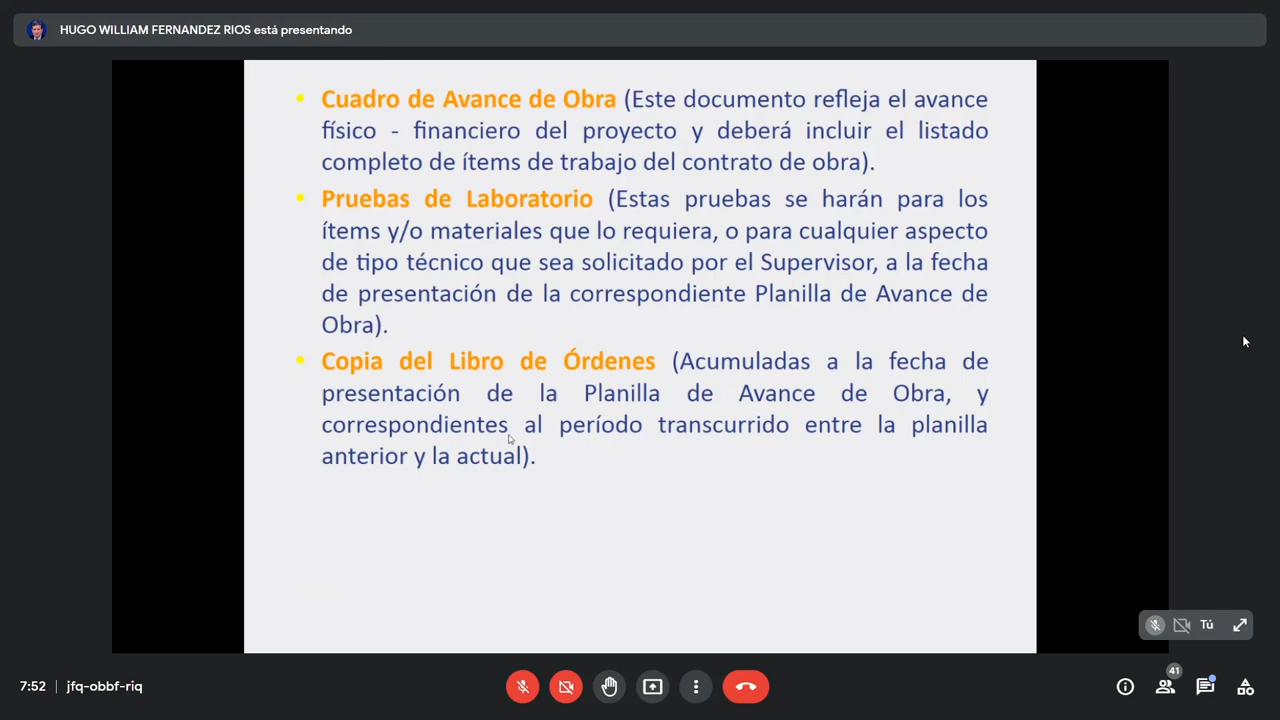 HUGO WILLIAM FERNANDEZ RIOS está presentando
• Cuadro de Avance de Obra (Este documento refleja el avance
físico - financiero del proyecto y deberá incluir el listado
completo de ítems de trabajo del contrato de obra).
• Pruebas de Laboratorio (Estas pruebas se harán para los
ítems y/o materiales que lo requiera, o para cualquier aspecto
de tipo técnico que sea solicitado por el Supervisor, a la fecha
de presentación de la correspondiente Planilla de Avance de
Obra).
• Copia del Libro de Órdenes (Acumuladas a la fecha de
presentación de la Planilla de Avance de Obra, y
correspondientes al período transcurrido entre la planilla
anterior y la actual).
Tú
7:52 | jfq-obbf-riq
41